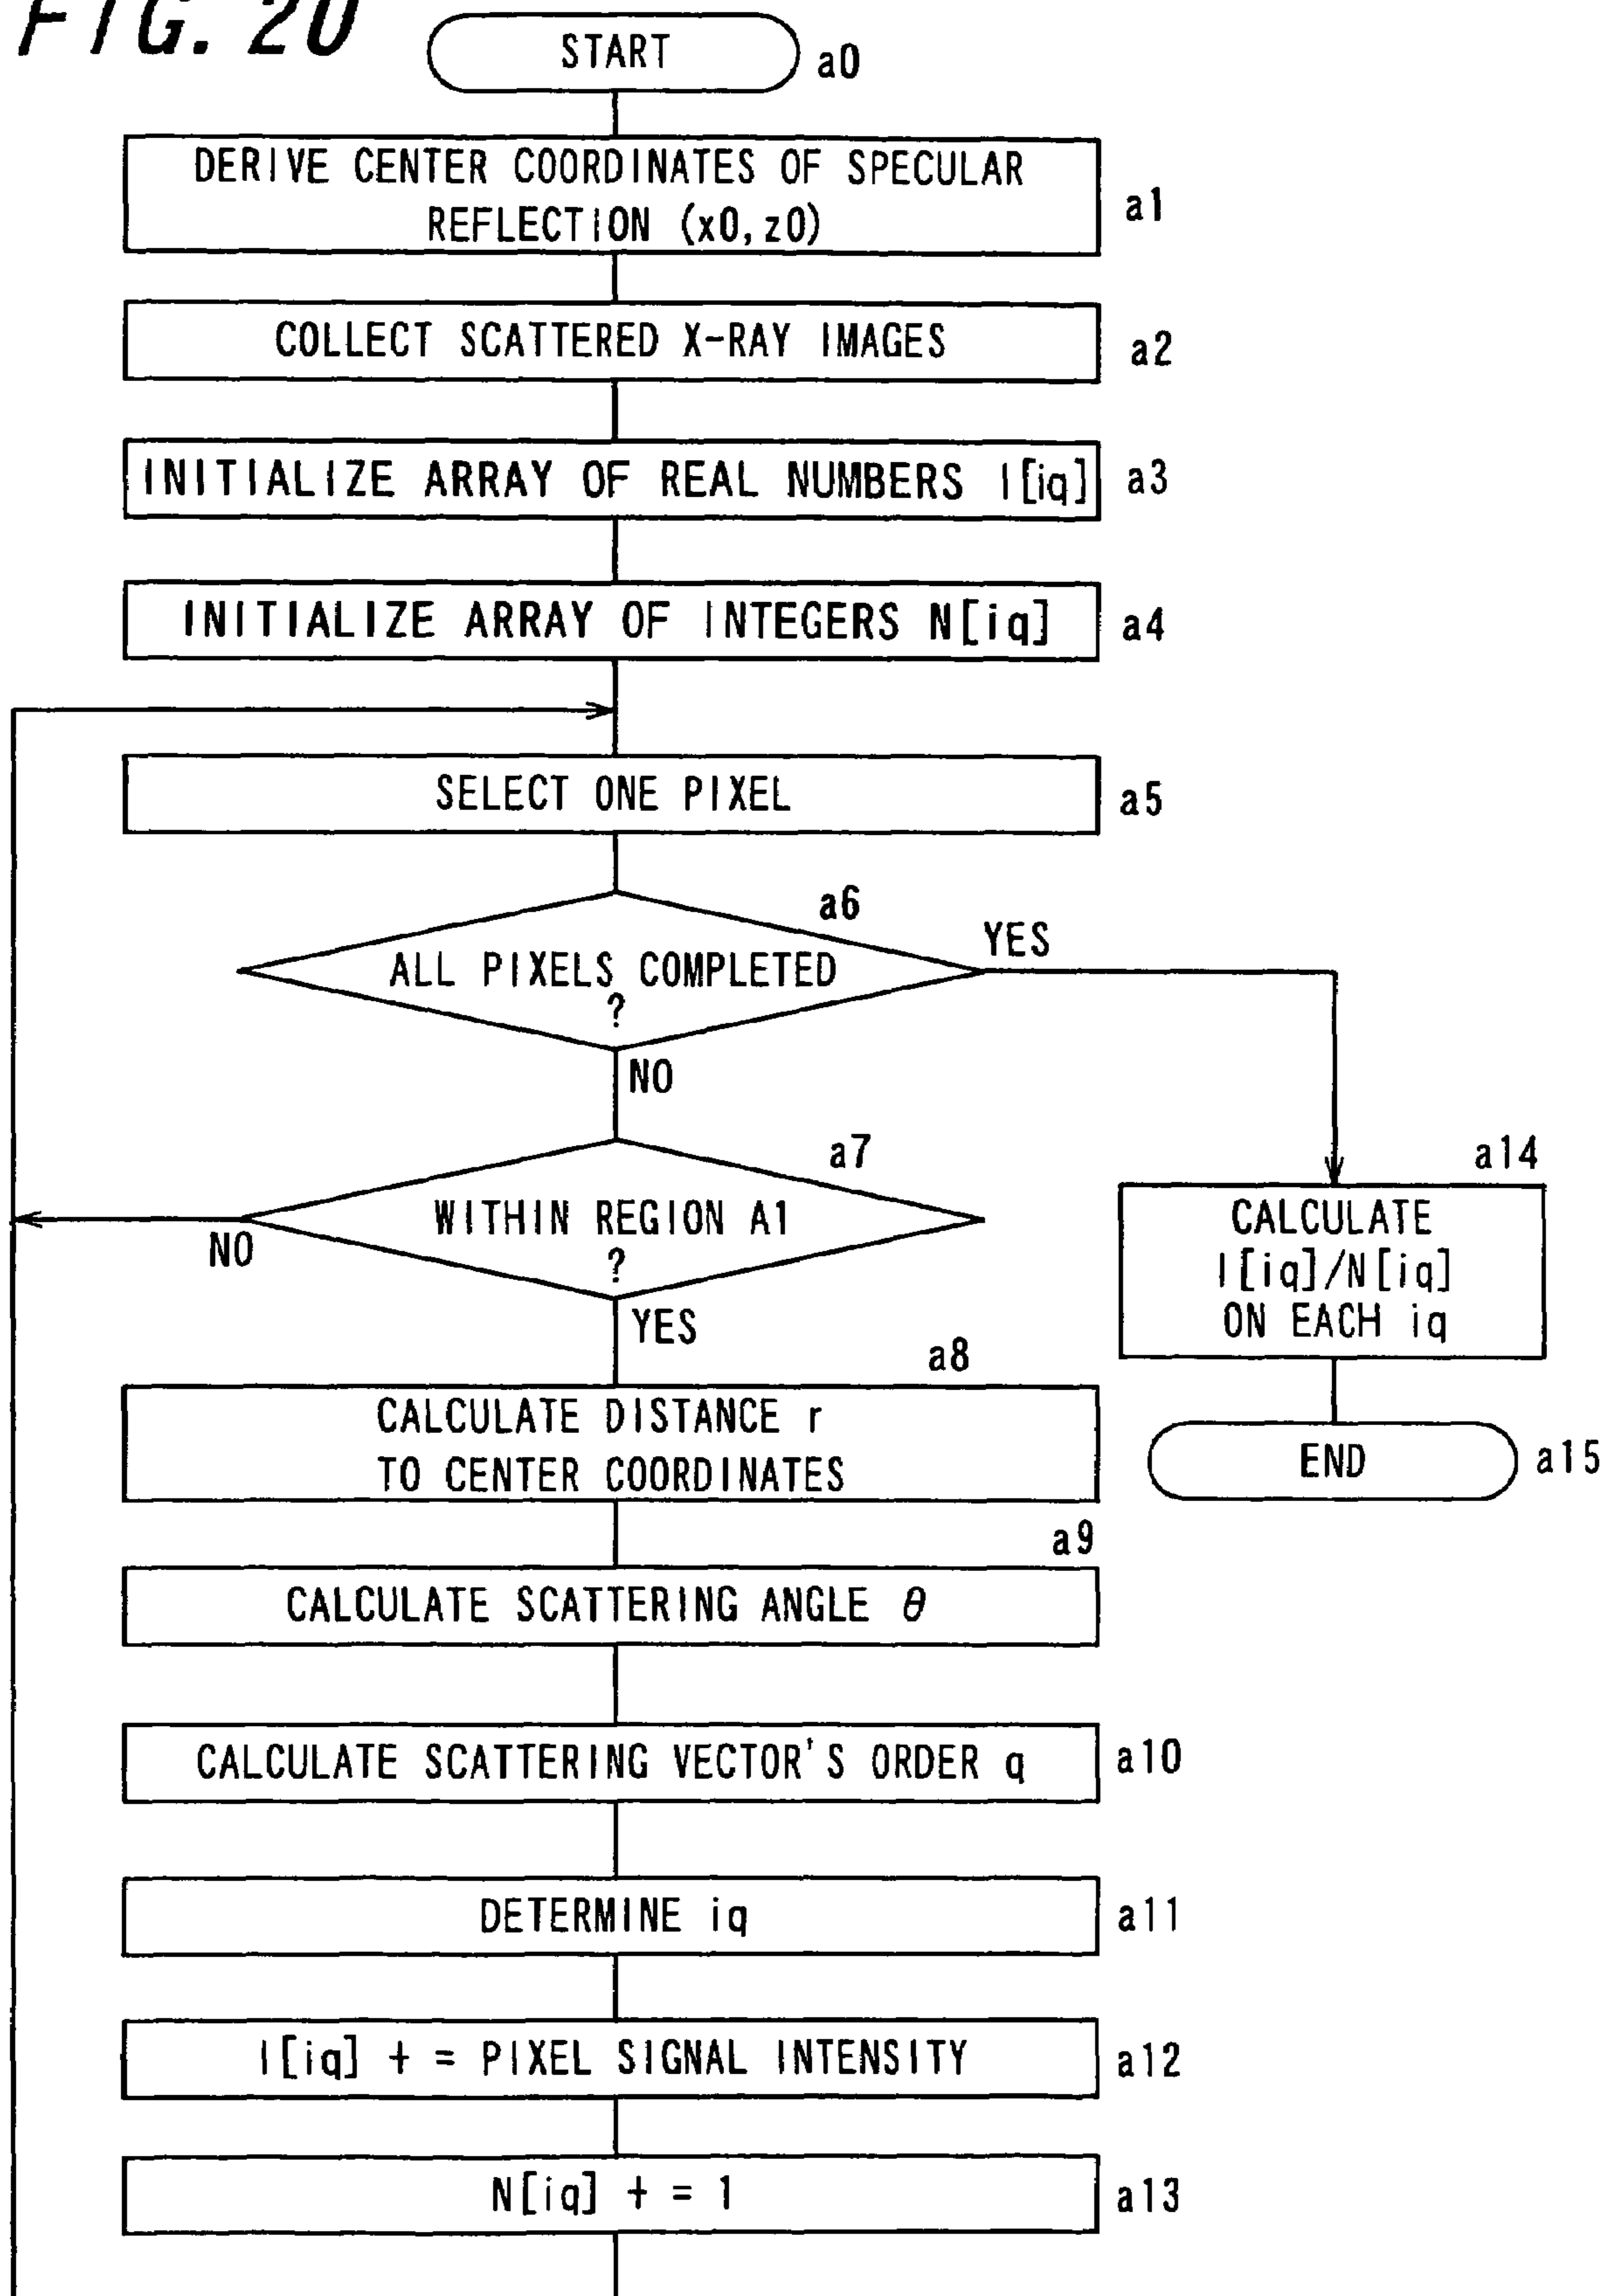 FIG. 20
START
a0
DERIVE CENTER COORDINATES OF SPECULAR
REFLECTION (x0, z0)
a1
COLLECT SCATTERED X-RAY IMAGES
a2
INITIALIZE ARRAY OF REAL NUMBERS I[iq]
a3
INITIALIZE ARRAY OF INTEGERS N[iq]
a4
SELECT ONE PIXEL
a5
a6
ALL PIXELS COMPLETED
?
YES
NO
a7
WITHIN REGION A1
?
NO
YES
a14
CALCULATE
I[iq]/N[iq]
ON EACH iq
a8
CALCULATE DISTANCE r
TO CENTER COORDINATES
END
a15
a9
CALCULATE SCATTERING ANGLE θ
CALCULATE SCATTERING VECTOR'S ORDER q
a10
DETERMINE iq
a11
I[iq] + = PIXEL SIGNAL INTENSITY
a12
N[iq] + = 1
a13